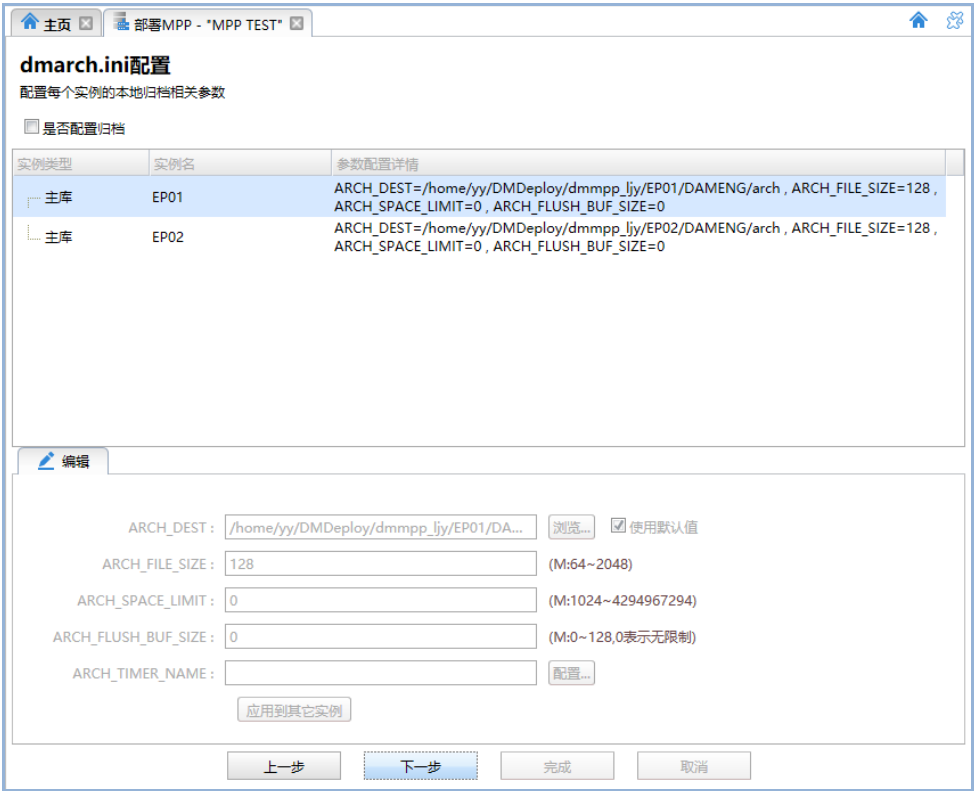 主页 部署MPP - "MPP TEST"
dmarch.ini配置
配置每个实例的本地归档相关参数
是否配置归档
实例类型 实例名 参数配置详情
主库 EP01 ARCH_DEST=/home/yy/DMDeploy/dmmpp_ljy/EP01/DAMENG/arch , ARCH_FILE_SIZE=128 ,
ARCH_SPACE_LIMIT=0 , ARCH_FLUSH_BUF_SIZE=0
主库 EP02 ARCH_DEST=/home/yy/DMDeploy/dmmpp_ljy/EP02/DAMENG/arch , ARCH_FILE_SIZE=128 ,
ARCH_SPACE_LIMIT=0 , ARCH_FLUSH_BUF_SIZE=0
编辑
ARCH_DEST : /home/yy/DMDeploy/dmmpp_ljy/EP01/DA... 浏览... 使用默认值
ARCH_FILE_SIZE : 128 (M:64~2048)
ARCH_SPACE_LIMIT : 0 (M:1024~4294967294)
ARCH_FLUSH_BUF_SIZE : 0 (M:0~128,0表示无限制)
ARCH_TIMER_NAME : 配置...
应用到其它实例
上一步 下一步 完成 取消